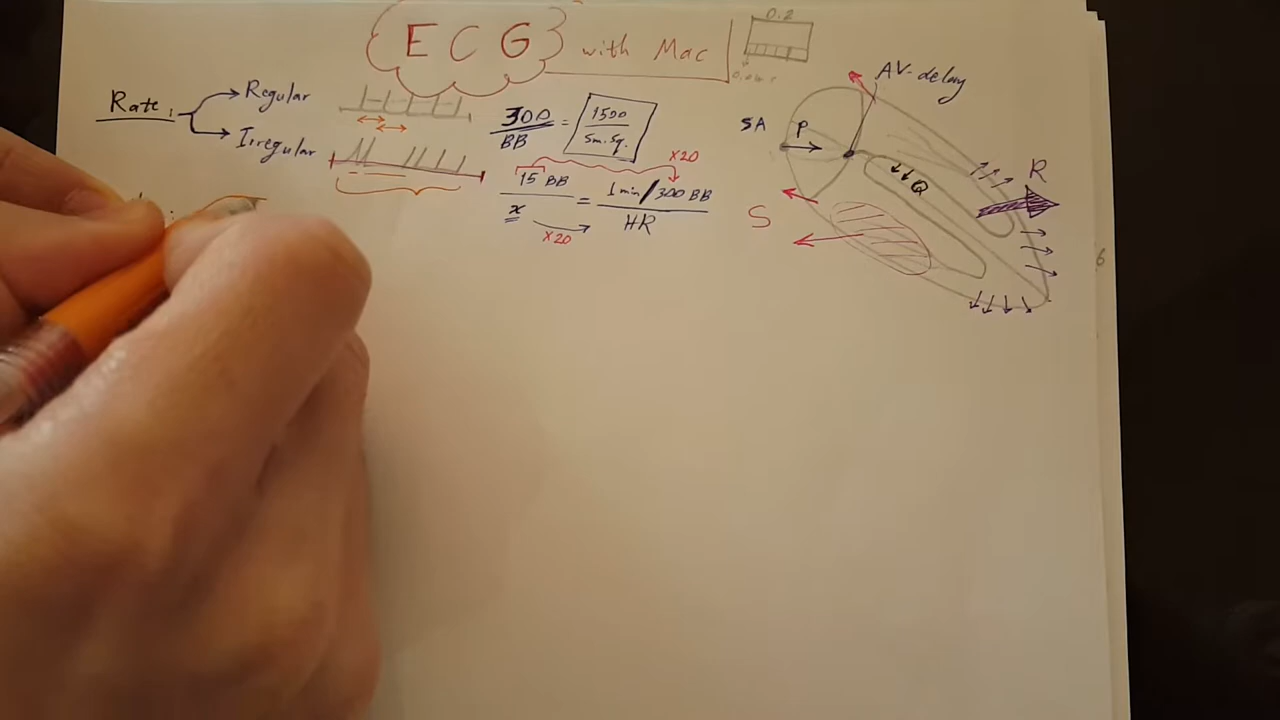 ECG with Mac
0.2
Rate:
Regular
Irregular
300
BB
=
1500
Sm.Sq.
15 BB
x
=
1 min/300 BB
HR
x20
x20
SA
P
AV-delay
Q
R
S
6